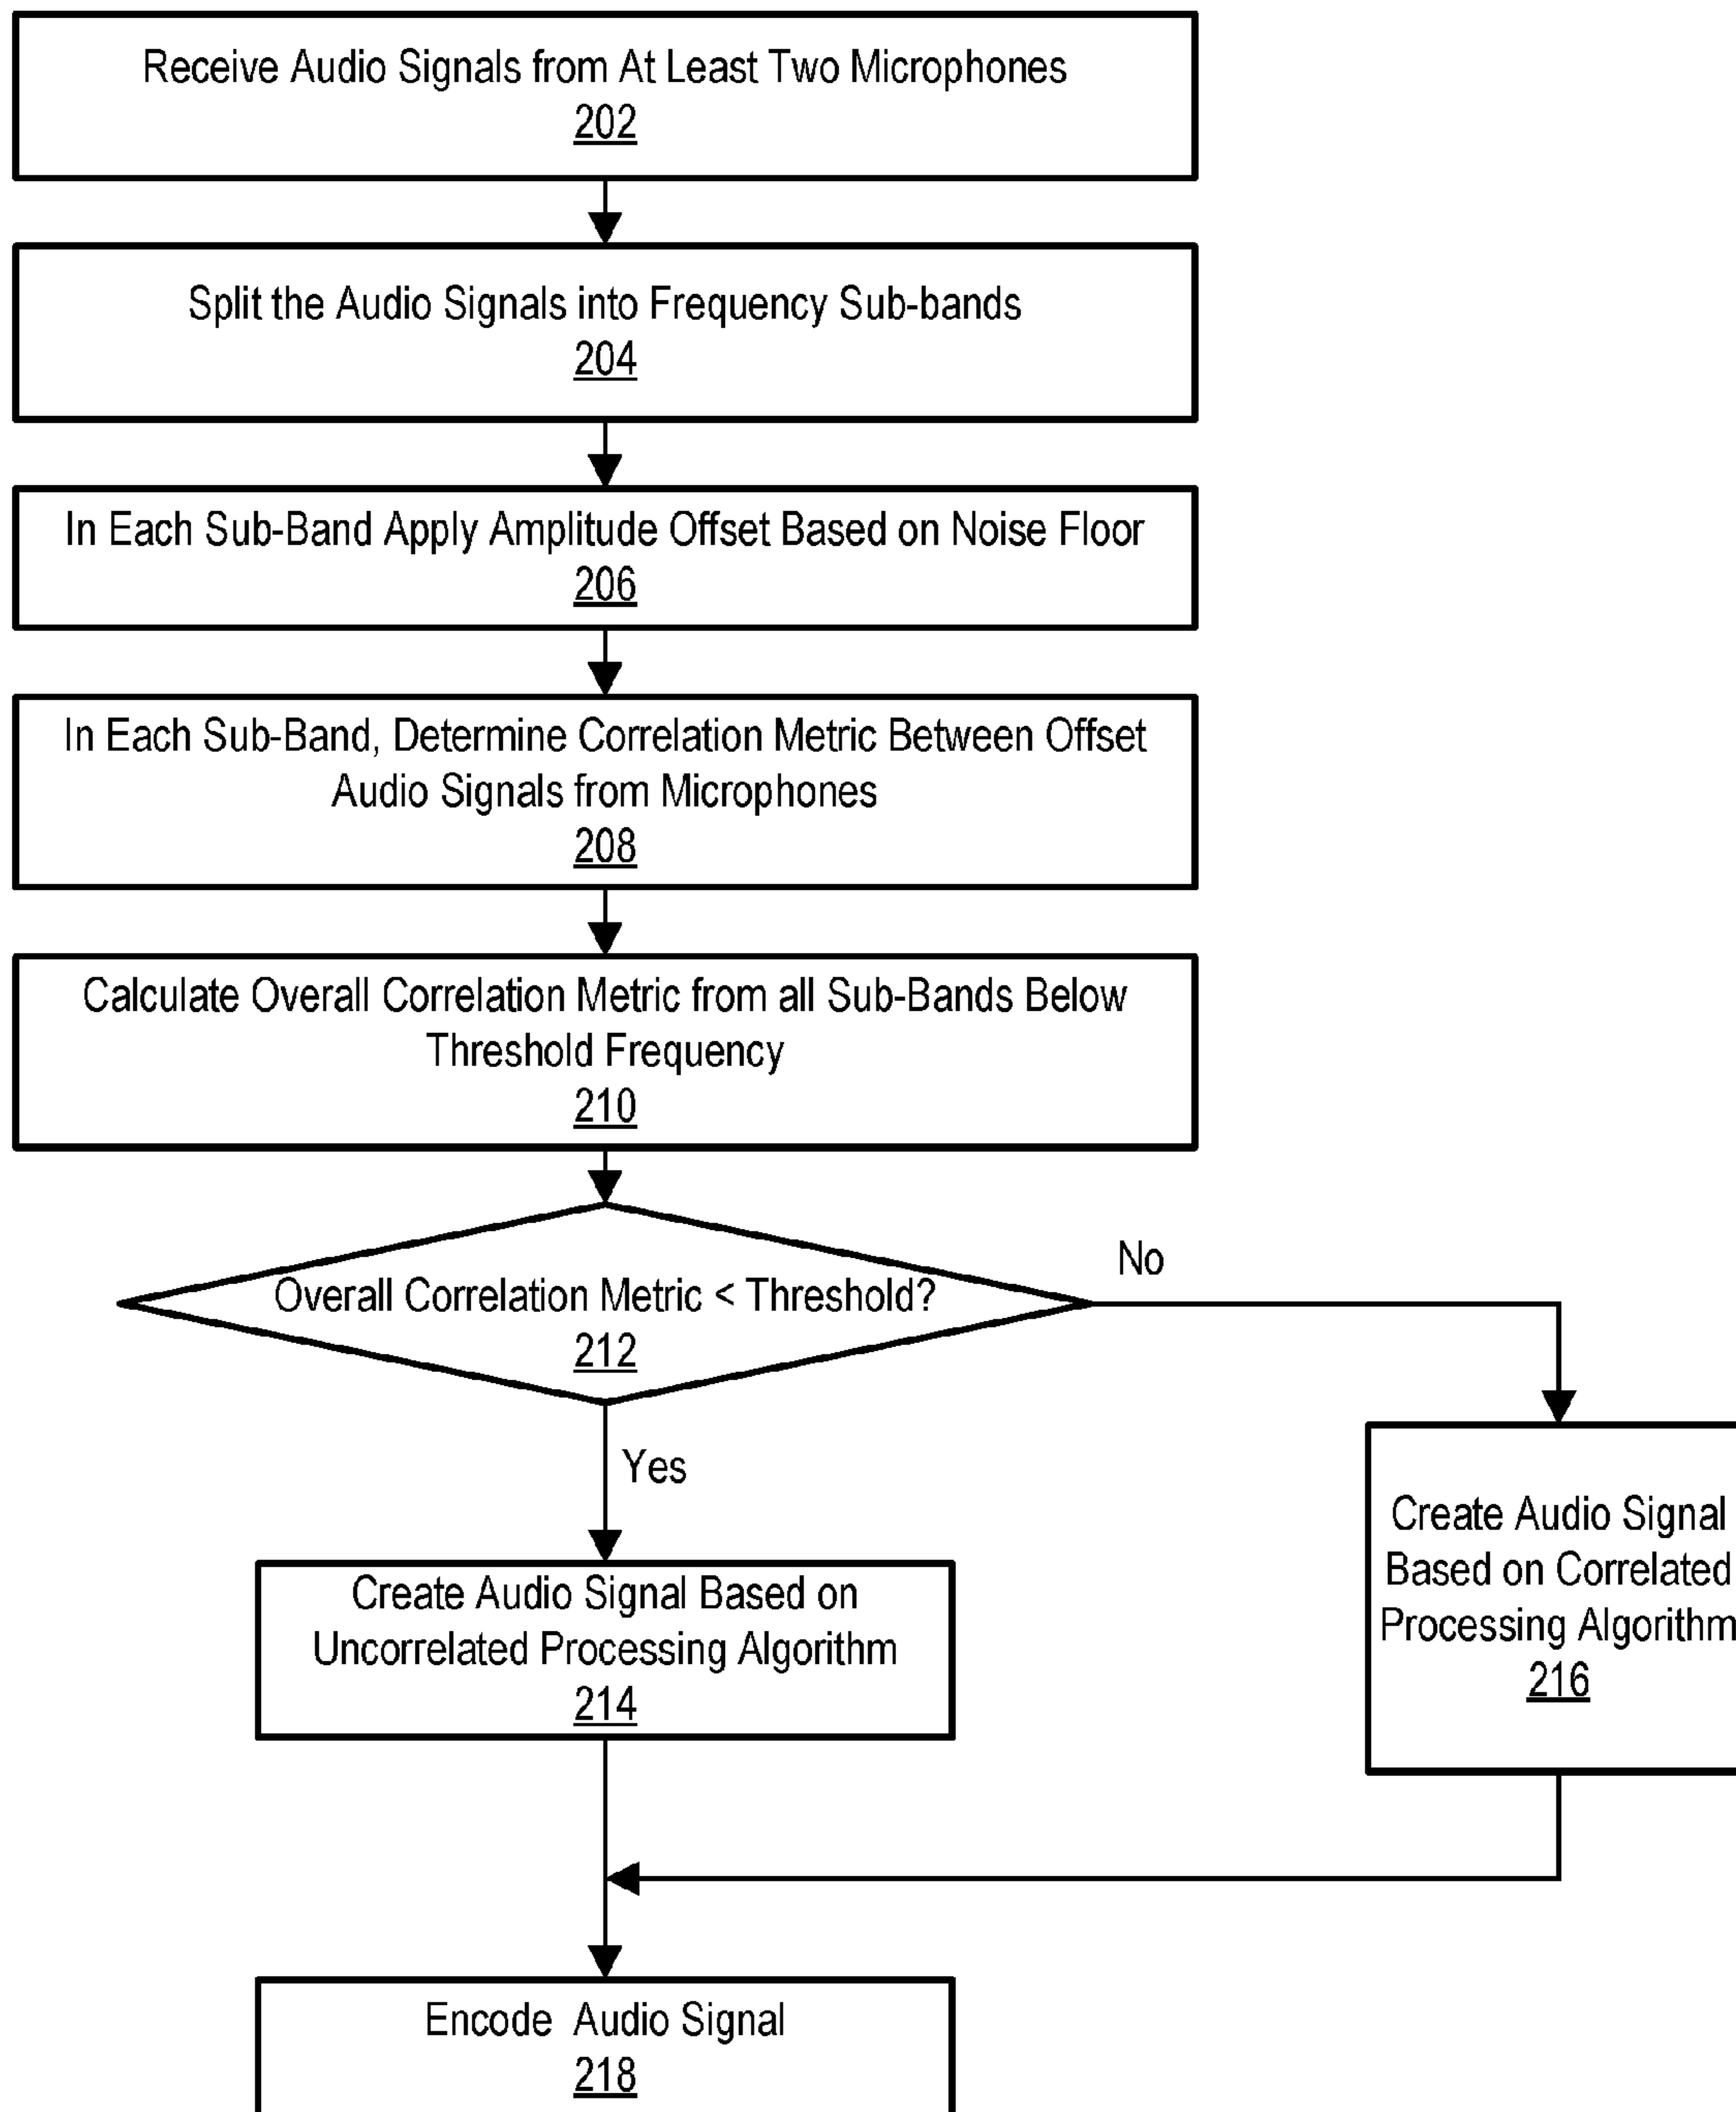 Receive Audio Signals from At Least Two Microphones
202
Split the Audio Signals into Frequency Sub-bands
204
In Each Sub-Band Apply Amplitude Offset Based on Noise Floor
206
In Each Sub-Band, Determine Correlation Metric Between Offset
Audio Signals from Microphones
208
Calculate Overall Correlation Metric from all Sub-Bands Below
Threshold Frequency
210
Overall Correlation Metric < Threshold?
212
No
Yes
Create Audio Signal Based on
Uncorrelated Processing Algorithm
214
Create Audio Signal
Based on Correlated
Processing Algorithm
216
Encode Audio Signal
218